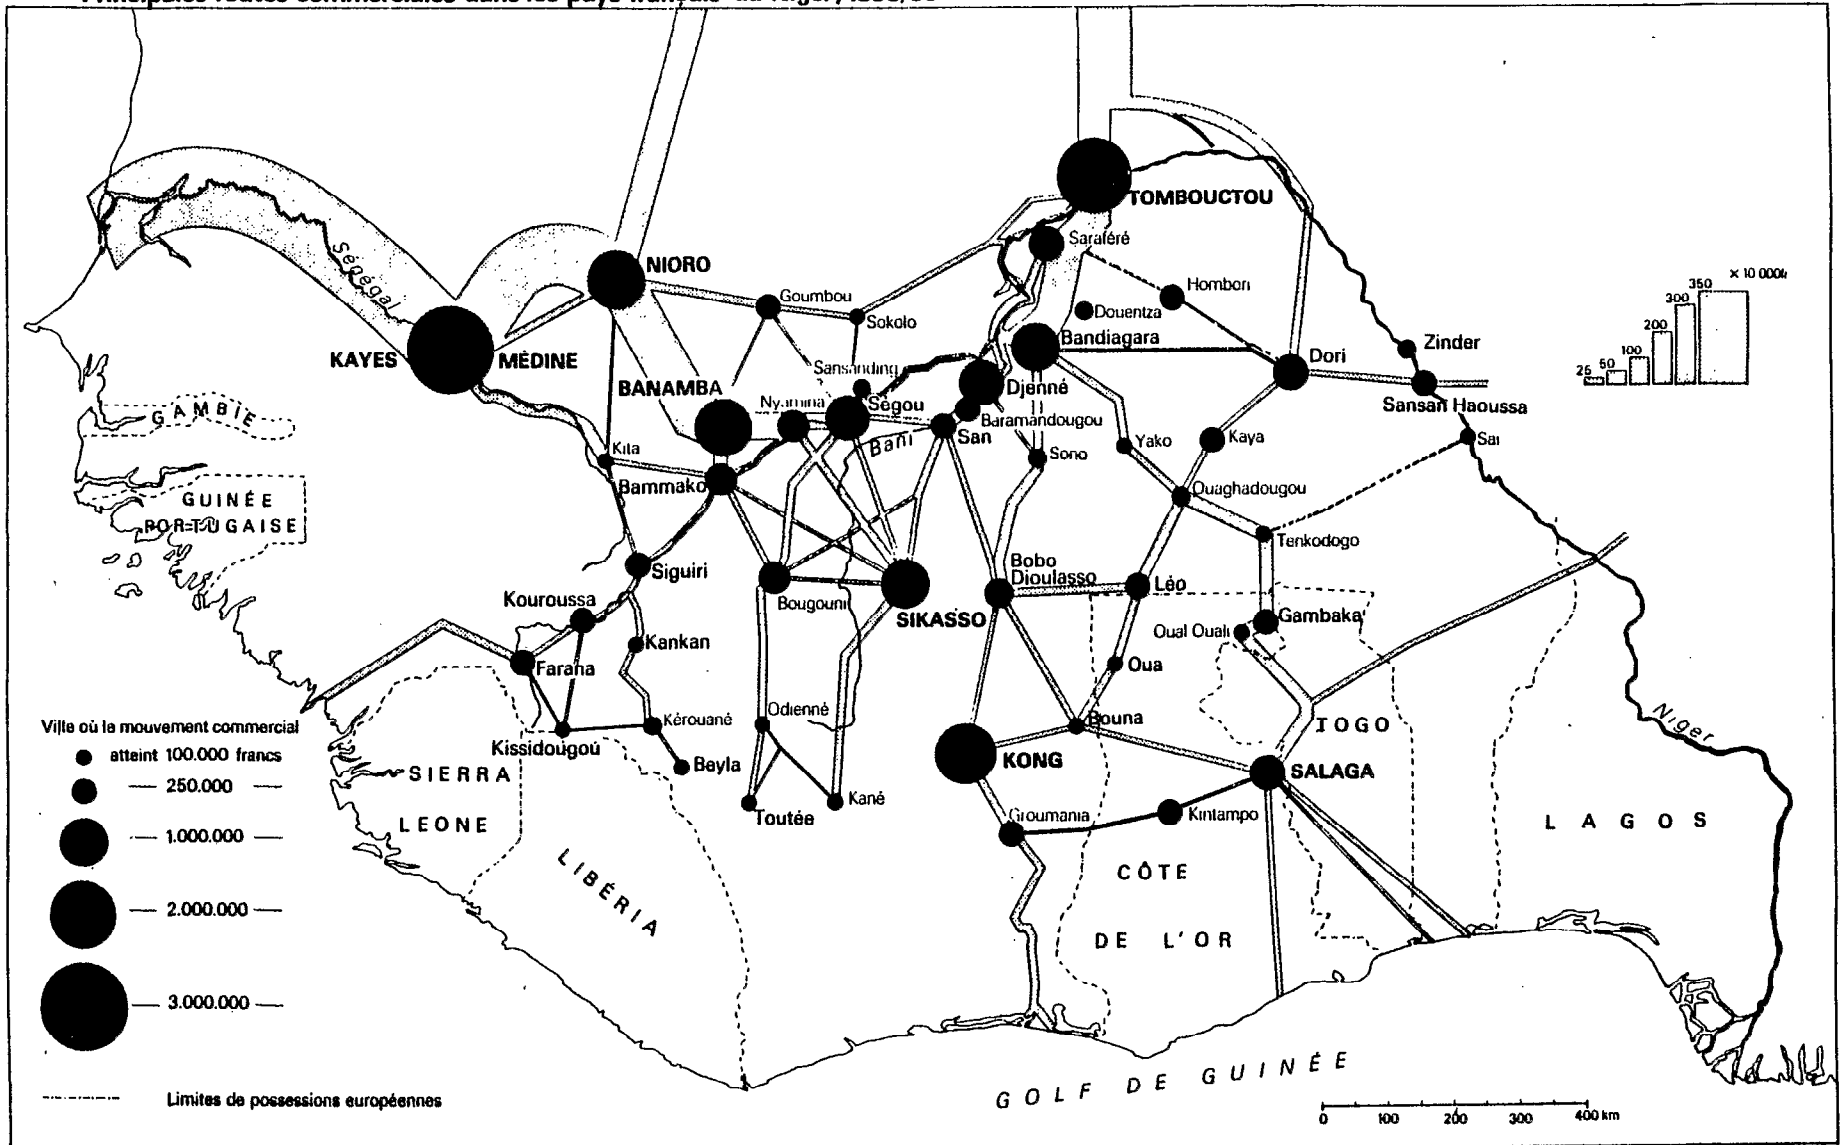 TOMBOUCTOU
Saraféré
Sénégal
NIORO
Goumbou
Sokolo
Hombori
Douentza
× 10 000t
350
300
200
100
50
25
KAYES
MÉDINE
Bandiagara
Dori
Zinder
Sansanding
BANAMBA
Djenné
Sansan Haoussa
Nyamina
Ségou
Baramandougou
GAMBIE
Bani
San
Yako
Kaya
Saï
Kita
Sono
Bammako
Ouaghadougou
GUINÉE
PORTUGAISE
Tenkodogo
Siguiri
Bobo
Dioulasso
Léo
Kouroussa
Bougouni
SIKASSO
Gambaka
Oual Ouali
Kankan
Farana
Oua
Odienné
Kérouané
Bouna
Niger
Ville où le mouvement commercial
atteint 100.000 francs
— 250.000 —
— 1.000.000 —
— 2.000.000 —
— 3.000.000 —
Kissidougou
TOGO
KONG
SALAGA
Beyla
SIERRA
LEONE
Toutée
Kané
Groumania
Kintampo
LAGOS
LIBÉRIA
CÔTE
DE L'OR
GOLF DE GUINÉE
Limites de possessions européennes
0 100 200 300 400 km